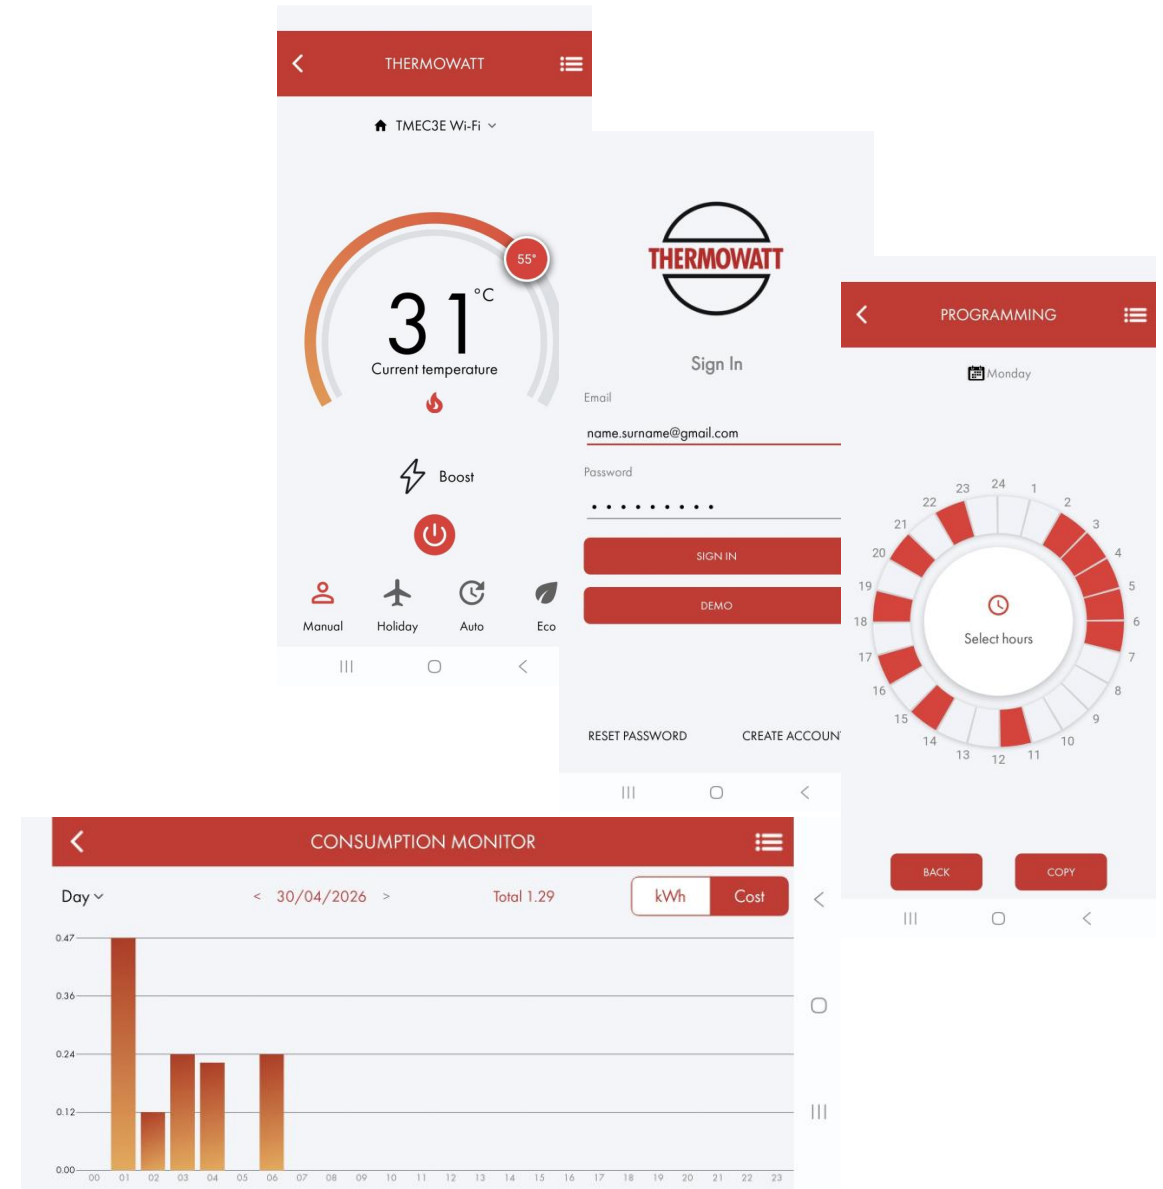 THERMOWATT
TMEC3E Wi-Fi
55°
31°C
Current temperature
Boost
Manual Holiday Auto Eco
THERMOWATT
Sign In
Email
name.surname@gmail.com
Password
SIGN IN
DEMO
RESET PASSWORD CREATE ACCOUN
PROGRAMMING
Monday
24
1
2
3
4
5
6
7
8
9
10
11
12
13
14
15
16
17
18
19
20
21
22
23
Select hours
BACK COPY
CONSUMPTION MONITOR
Day < 30/04/2026 > Total 1.29 kWh Cost
0.47
0.36
0.24
0.12
0.00
00 01 02 03 04 05 06 07 08 09 10 11 12 13 14 15 16 17 18 19 20 21 22 23